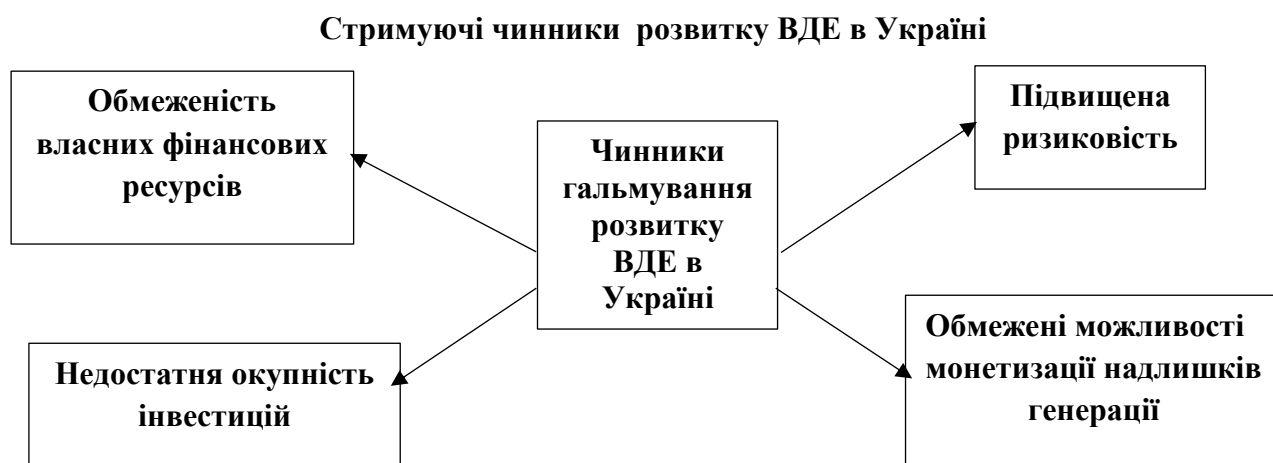 Стримуючі чинники розвитку ВДЕ в Україні
Обмеженість
власних фінансових
ресурсів
Чинники
гальмування
розвитку
ВДЕ в
Україні
Підвищена
ризиковість
Недостатня окупність
інвестицій
Обмежені можливості
монетизації надлишків
генерації